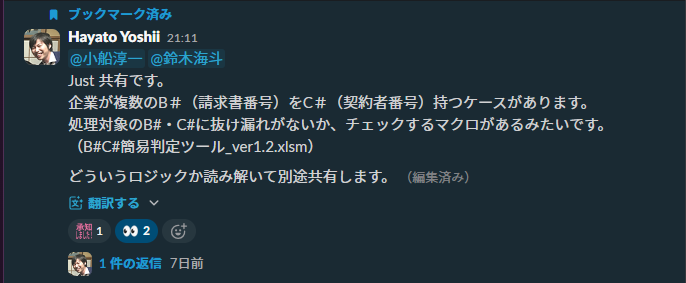 ブックマーク済み
Hayato Yoshii 21:11
@小船淳一 @鈴木海斗
Just 共有です。
企業が複数のB＃（請求書番号）をC＃（契約者番号）持つケースがあります。
処理対象のB#・C#に抜け漏れがないか、チェックするマクロがあるみたいです。
（B#C#簡易判定ツール_ver1.2.xlsm）
どういうロジックか読み解いて別途共有します。 （編集済み）
翻訳する
1 2
1 件の返信 7日前